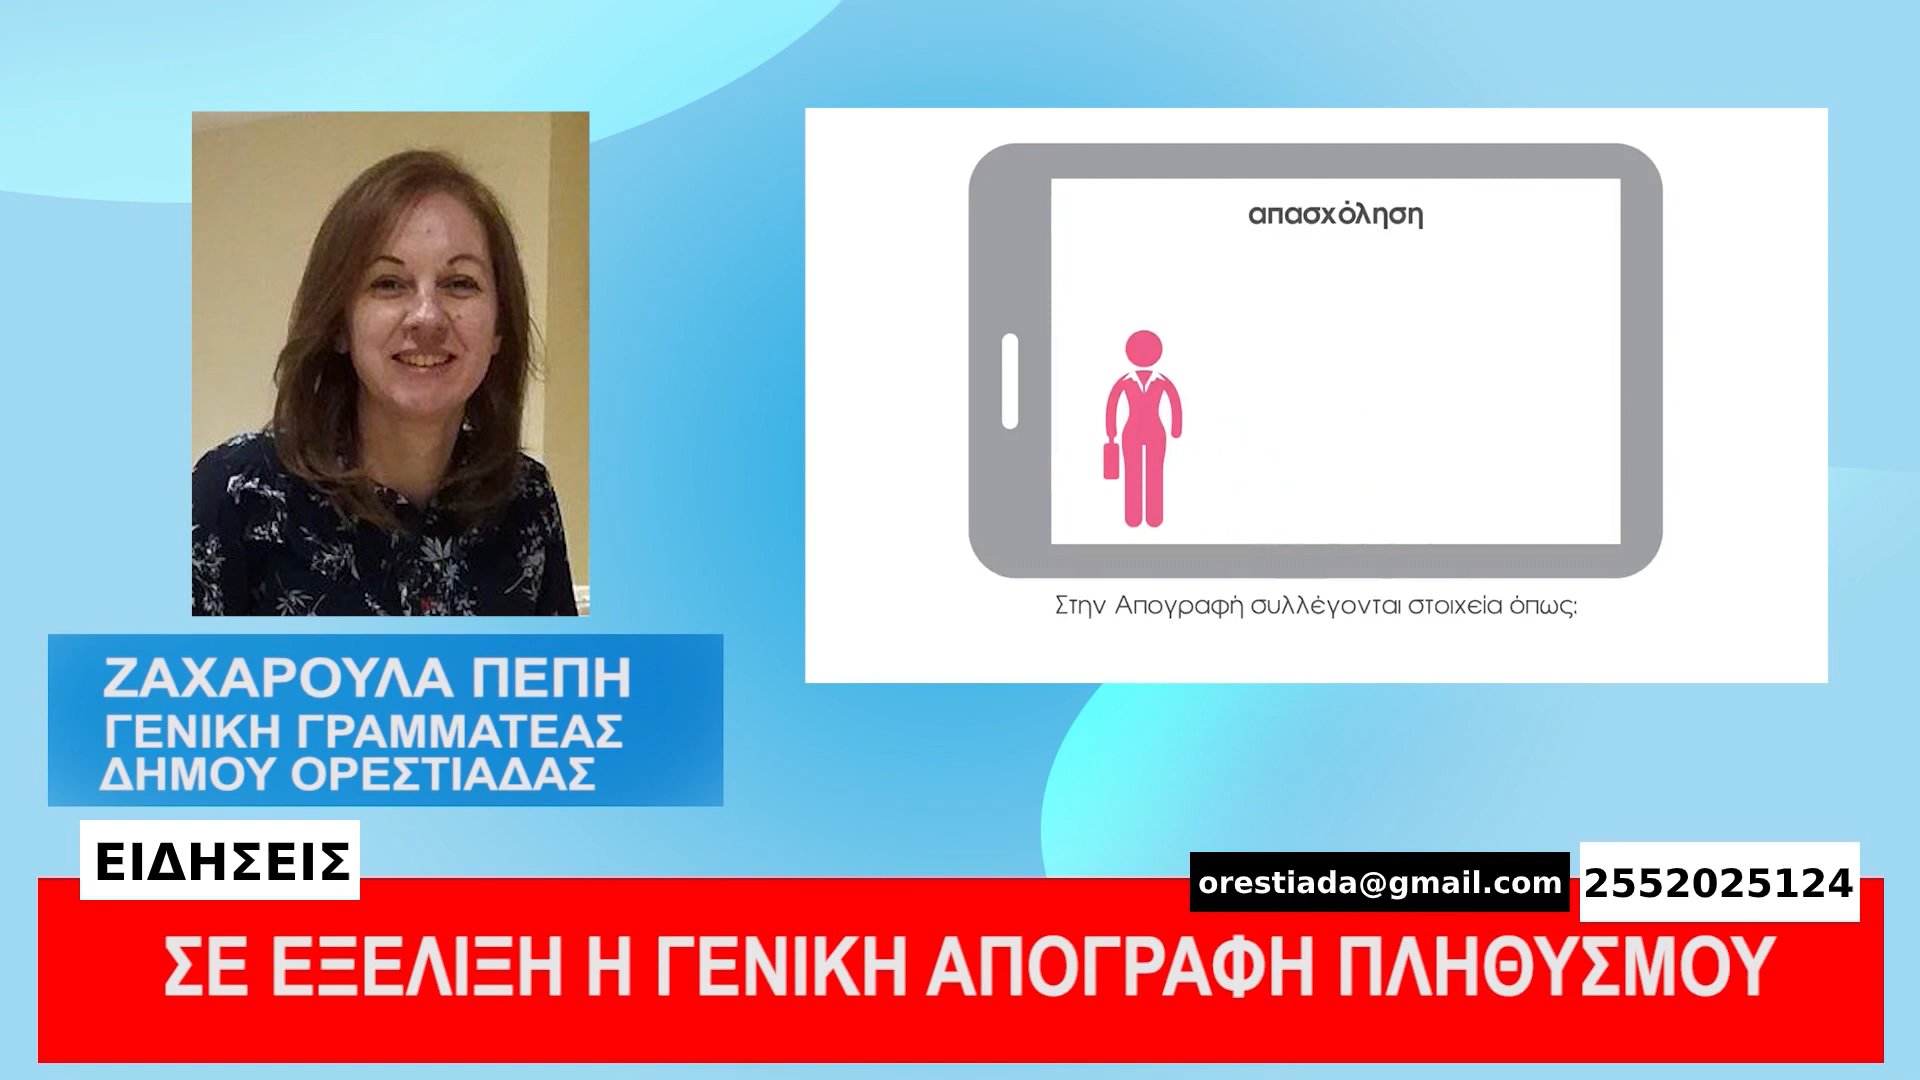 απασχόληση
Στην Απογραφή συλλέγονται στοιχεία όπως:
ΖΑΧΑΡΟΥΛΑ ΠΕΠΗ
ΓΕΝΙΚΗ ΓΡΑΜΜΑΤΕΑΣ
ΔΗΜΟΥ ΟΡΕΣΤΙΑΔΑΣ
ΕΙΔΗΣΕΙΣ
orestiada@gmail.com
2552025124
ΣΕ ΕΞΕΛΙΞΗ Η ΓΕΝΙΚΗ ΑΠΟΓΡΑΦΗ ΠΛΗΘΥΣΜΟΥ